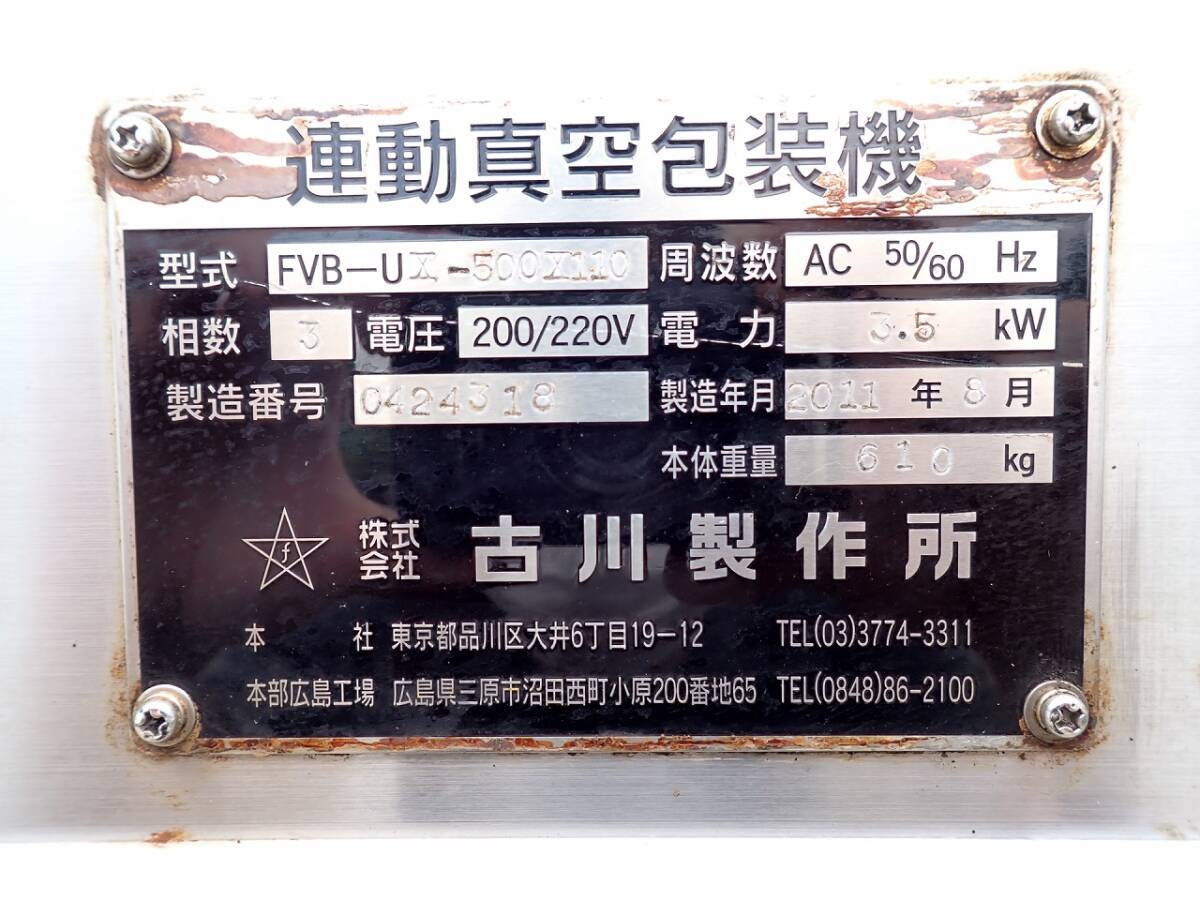 連動真空包装機
型式 FVB-UX-500X110 周波数 AC 50/60 Hz
相数 3 電圧 200/220V 電力 3.5 kW
製造番号 0424318 製造年月 2011年8月
本体重量 610 kg
f 株式会社 古川製作所
本社 東京都品川区大井6丁目19-12 TEL(03)3774-3311
本部広島工場 広島県三原市沼田西町小原200番地65 TEL(0848)86-2100